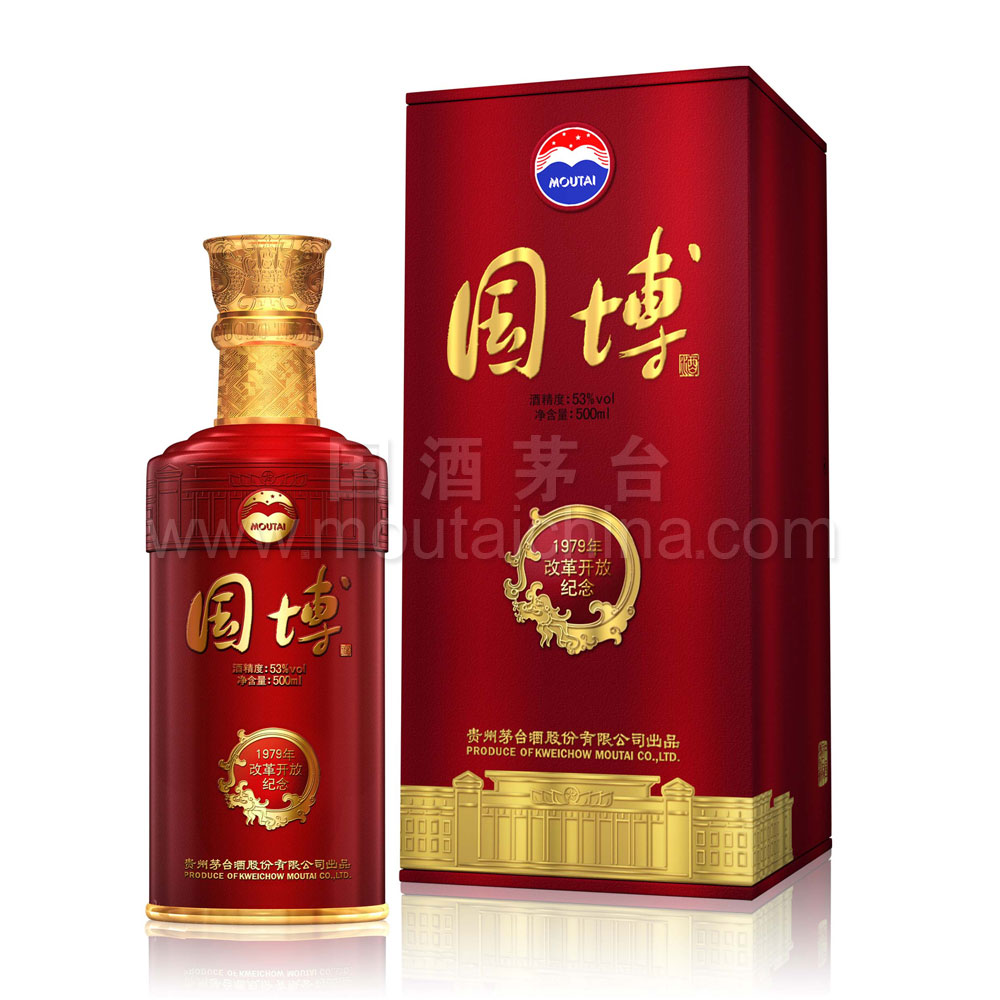 MOUTAI
国博
酒
酒精度:53%vol
净含量:500ml
国酒茅台
www.moutaichina.com
1979年
改革开放
纪念
贵州茅台酒股份有限公司出品
PRODUCE OF KWEICHOW MOUTAI CO.,LTD.
MOUTAI
国博
酒精度:53%vol
净含量:500ml
1979年
改革开放
纪念
贵州茅台酒股份有限公司出品
PRODUCE OF KWEICHOW MOUTAI CO.,LTD.